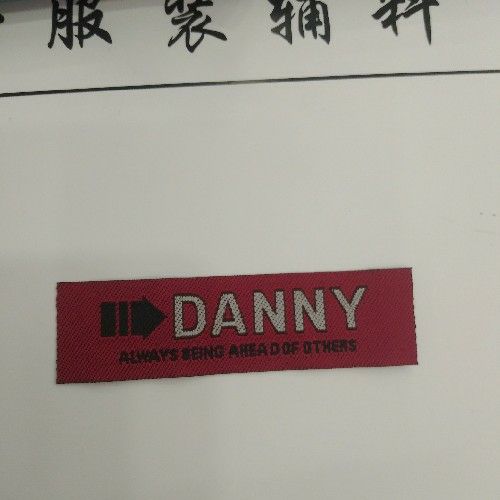 服装辅料
DANNY
ALWAYS BEING AHEAD OF OTHERS